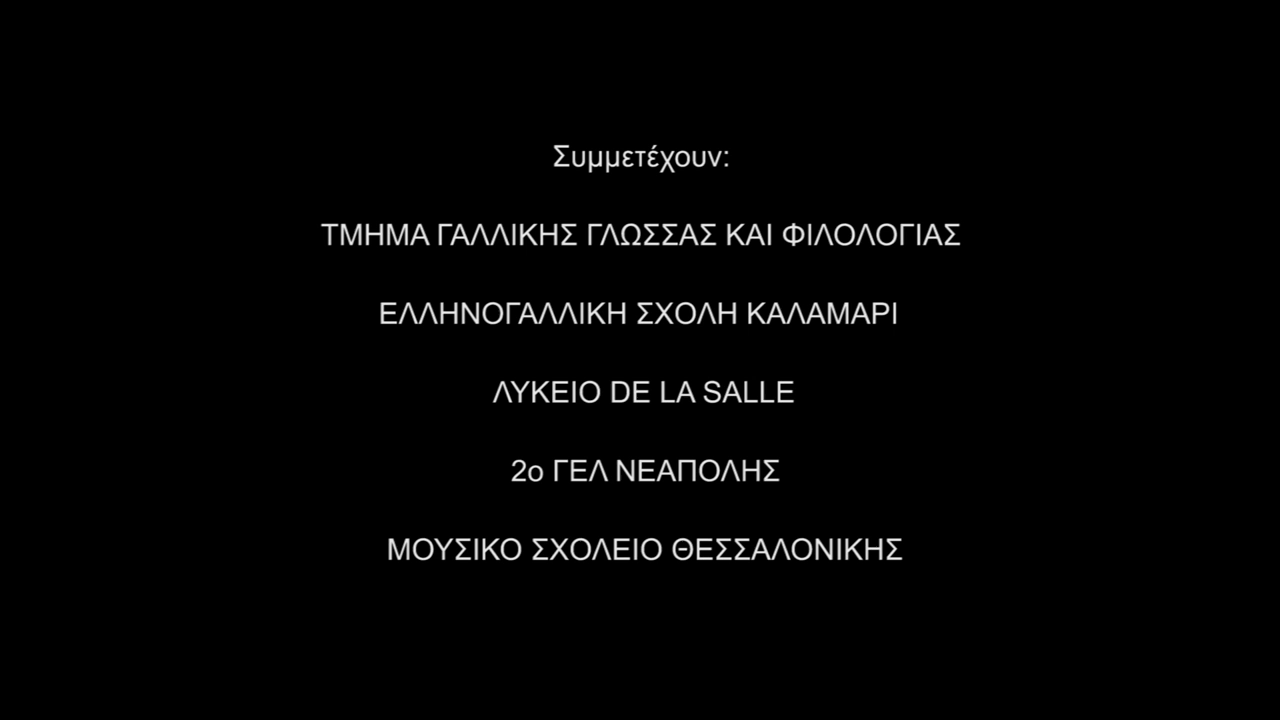 Συμμετέχουν:
ΤΜΗΜΑ ΓΑΛΛΙΚΗΣ ΓΛΩΣΣΑΣ ΚΑΙ ΦΙΛΟΛΟΓΙΑΣ
ΕΛΛΗΝΟΓΑΛΛΙΚΗ ΣΧΟΛΗ ΚΑΛΑΜΑΡΙ
ΛΥΚΕΙΟ DE LA SALLE
2ο ΓΕΛ ΝΕΑΠΟΛΗΣ
ΜΟΥΣΙΚΟ ΣΧΟΛΕΙΟ ΘΕΣΣΑΛΟΝΙΚΗΣ